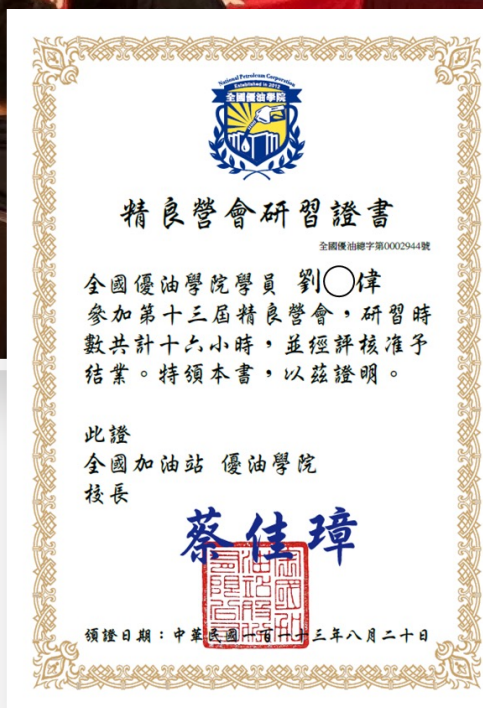 National Petroleum Corporation
Established in 2012
全國優油學院
精良營會研習證書
全國優油總字第0002944號
全國優油學院學員 劉○偉
參加第十三屆精良營會，研習時
數共計十六小時，並經評核准予
結業。特頒本書，以茲證明。
此證
全國加油站 優油學院
校長
蔡佳璋
頒證日期：中華民國一百一十三年八月二十日